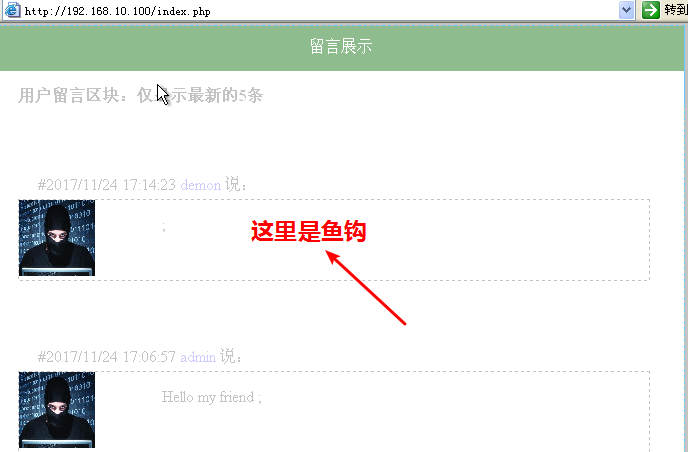 http://192.168.10.100/index.php
转到
留言展示
用户留言区块：仅显示最新的5条
#2017/11/24 17:14:23 demon 说：
;
这里是鱼钩
#2017/11/24 17:06:57 admin 说：
Hello my friend ;